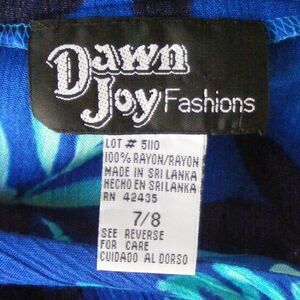 Dawn
Joy Fashions
LOT # 5110
100% RAYON/RAYON
MADE IN SRI LANKA
HECHO EN SRI LANKA
RN 42435
7/8
SEE REVERSE
FOR CARE
CUIDADO AL DORSO